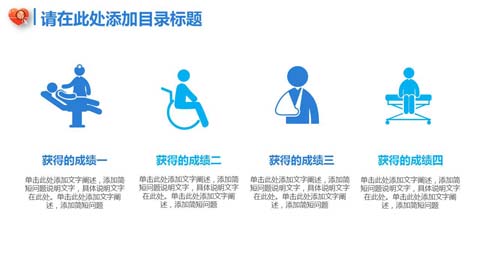 请在此处添加目录标题
获得的成绩一
单击此处添加文字阐述，添加简
短问题说明文字，具体说明文字
在此处。单击此处添加文字阐
述，添加简短问题
获得的成绩二
单击此处添加文字阐述，添加简
短问题说明文字，具体说明文字
在此处。单击此处添加文字阐
述，添加简短问题
获得的成绩三
单击此处添加文字阐述，添加简
短问题说明文字，具体说明文字
在此处。单击此处添加文字阐
述，添加简短问题
获得的成绩四
单击此处添加文字阐述，添加简
短问题说明文字，具体说明文字
在此处。单击此处添加文字阐
述，添加简短问题